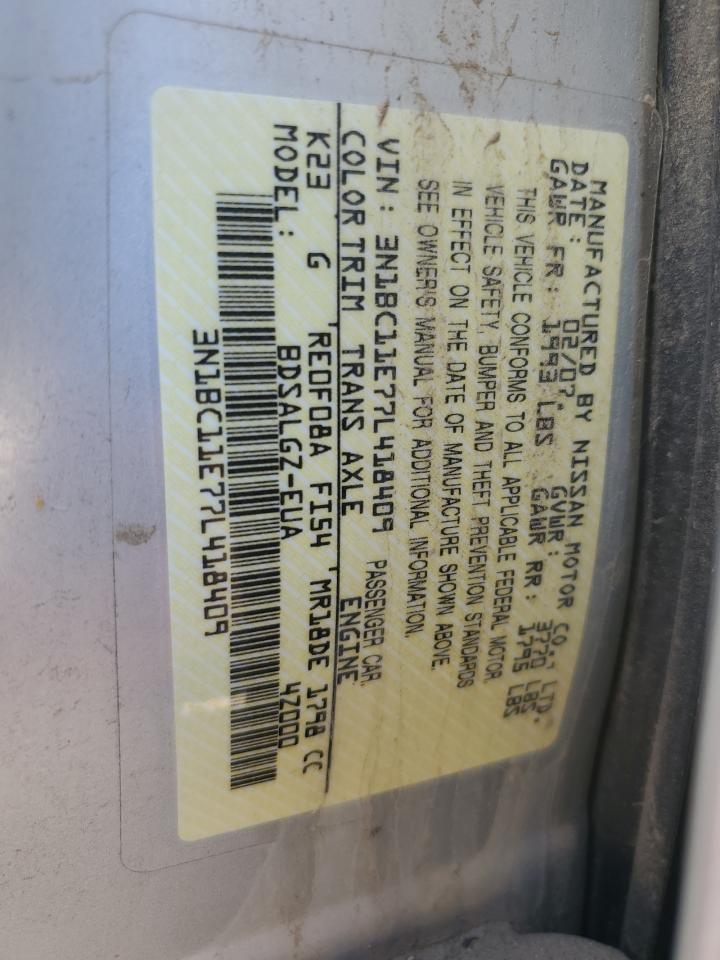 MANUFACTURED BY NISSAN MOTOR CO., LTD.
DATE: 02/07 GVWR: 3770 LBS
GAWR FR: 1993 LBS GAWR RR: 1795 LBS
THIS VEHICLE CONFORMS TO ALL APPLICABLE FEDERAL MOTOR
VEHICLE SAFETY, BUMPER AND THEFT PREVENTION STANDARDS
IN EFFECT ON THE DATE OF MANUFACTURE SHOWN ABOVE.
SEE OWNER'S MANUAL FOR ADDITIONAL INFORMATION.
VIN: 3N1BC11E77L418409 PASSENGER CAR.
COLOR TRIM TRANS AXLE ENGINE
K23 G 'RE0F08A FI54 'MR18DE 1798 CC
MODEL: BDSALGZ-EUA 4Z000
3N1BC11E77L418409